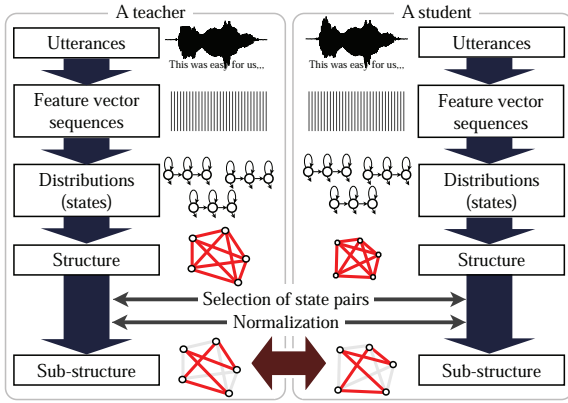 A teacher
A student
Utterances
This was easy for us...
This was easy for us...
Utterances
Feature vector
sequences
Feature vector
sequences
Distributions
(states)
Distributions
(states)
Structure
Structure
Selection of state pairs
Normalization
Sub-structure
Sub-structure